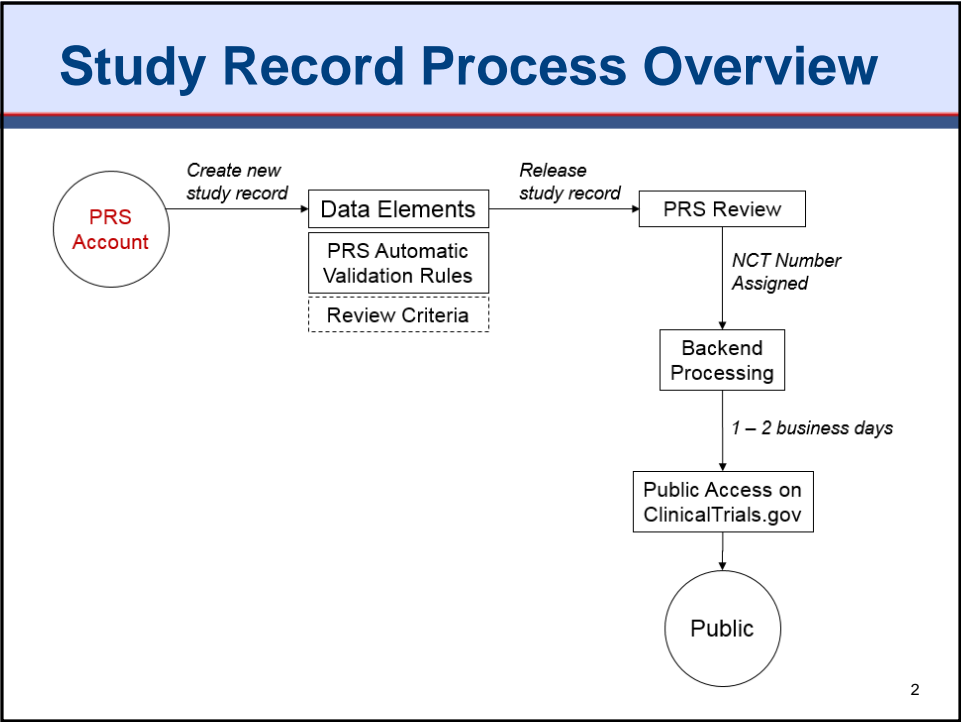 Study Record Process Overview
Create new
study record
Release
study record
PRS
Account
Data Elements
PRS Review
PRS Automatic
Validation Rules
Review Criteria
NCT Number
Assigned
Backend
Processing
1 – 2 business days
Public Access on
ClinicalTrials.gov
Public
2